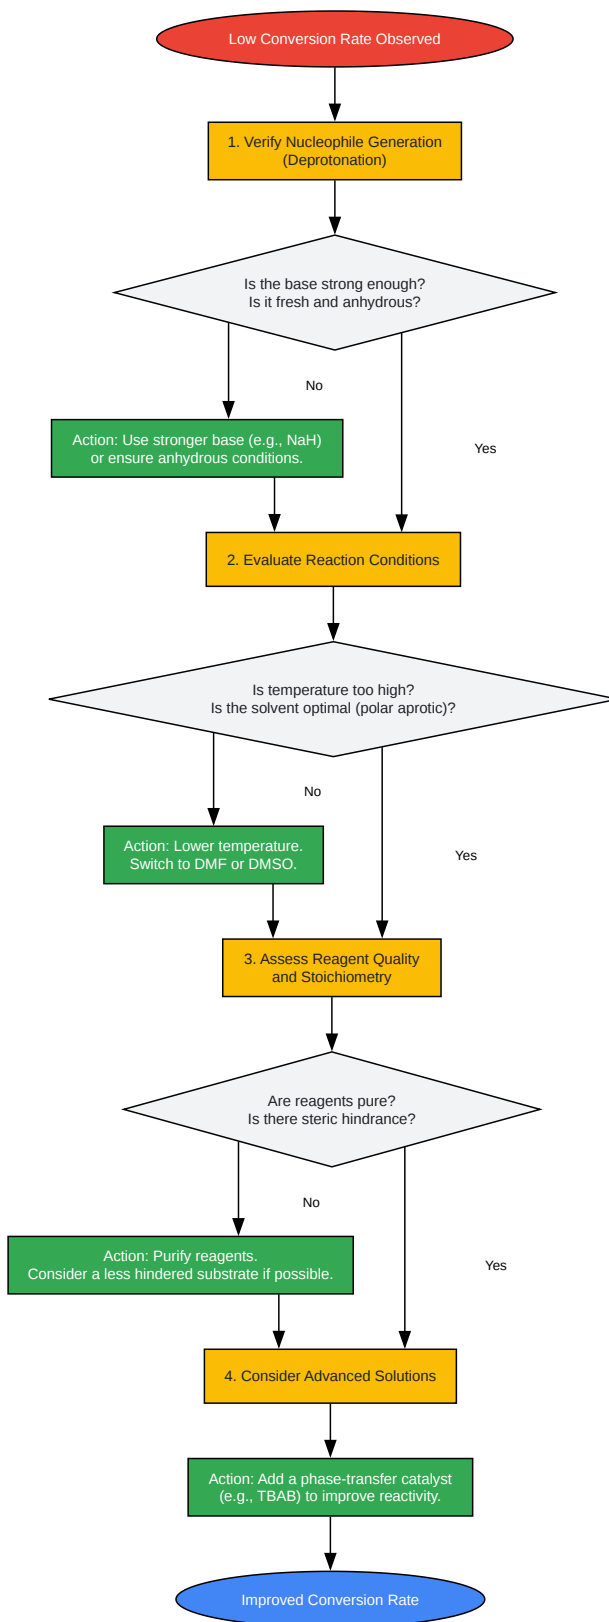 Low Conversion Rate Observed
1. Verify Nucleophile Generation
(Deprotonation)
Is the base strong enough?
Is it fresh and anhydrous?
No
Action: Use stronger base (e.g., NaH)
or ensure anhydrous conditions.
Yes
2. Evaluate Reaction Conditions
Is temperature too high?
Is the solvent optimal (polar aprotic)?
No
Action: Lower temperature.
Switch to DMF or DMSO.
Yes
3. Assess Reagent Quality
and Stoichiometry
Are reagents pure?
Is there steric hindrance?
No
Action: Purify reagents.
Consider a less hindered substrate if possible.
Yes
4. Consider Advanced Solutions
Action: Add a phase-transfer catalyst
(e.g., TBAB) to improve reactivity.
Improved Conversion Rate